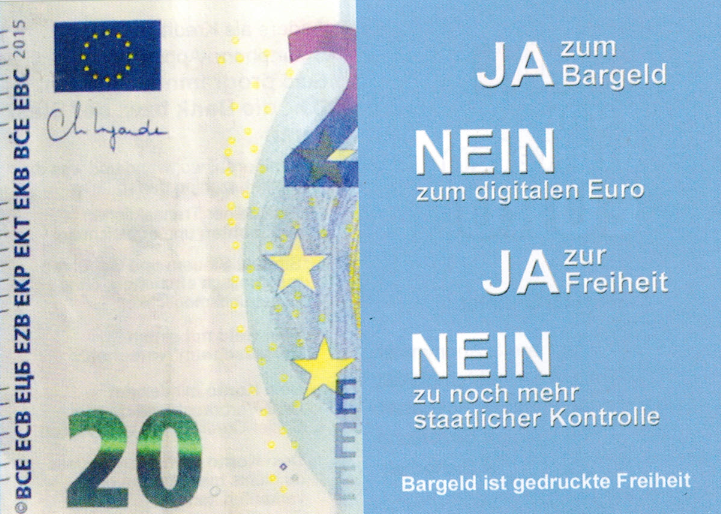 ©BCE ECB ЕЦБ EZB EKP EKT EKB BĊE EBC 2015
20
JA zum
Bargeld
NEIN
zum digitalen Euro
JA zur
Freiheit
NEIN
zu noch mehr
staatlicher Kontrolle
Bargeld ist gedruckte Freiheit